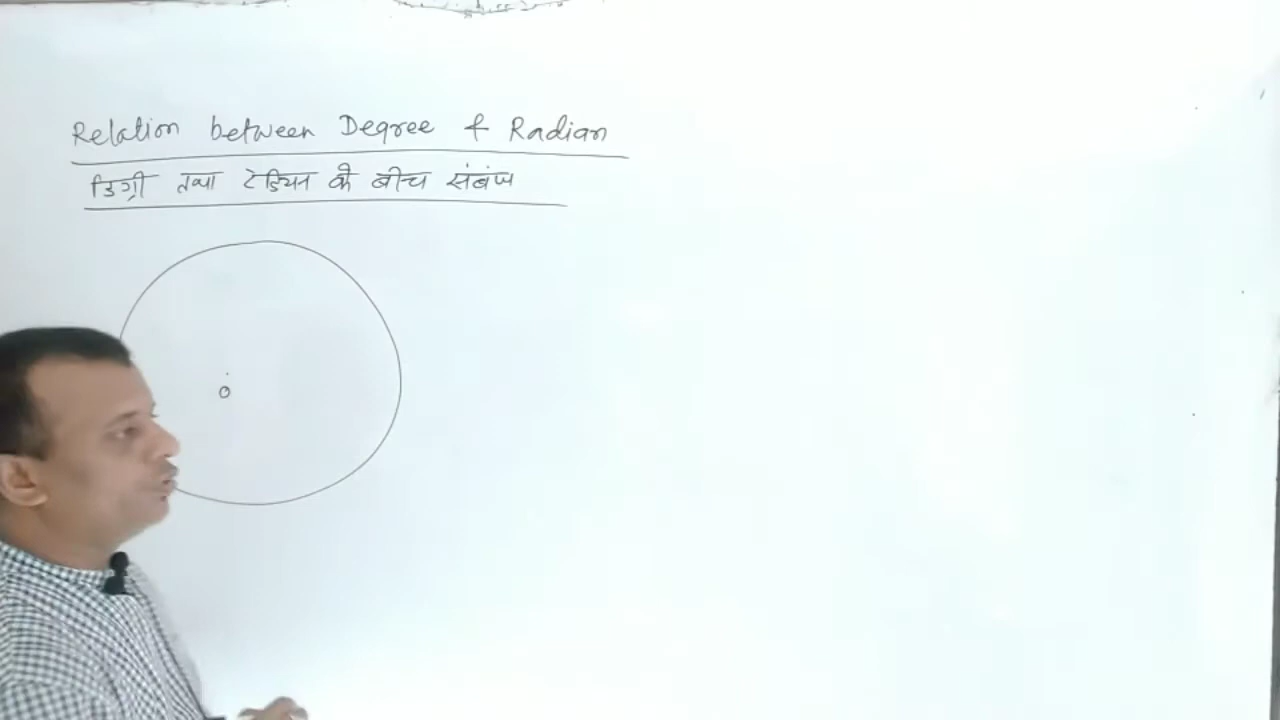 Relation between Degree & Radian
डिग्री तथा रेडियन के बीच संबंध
O